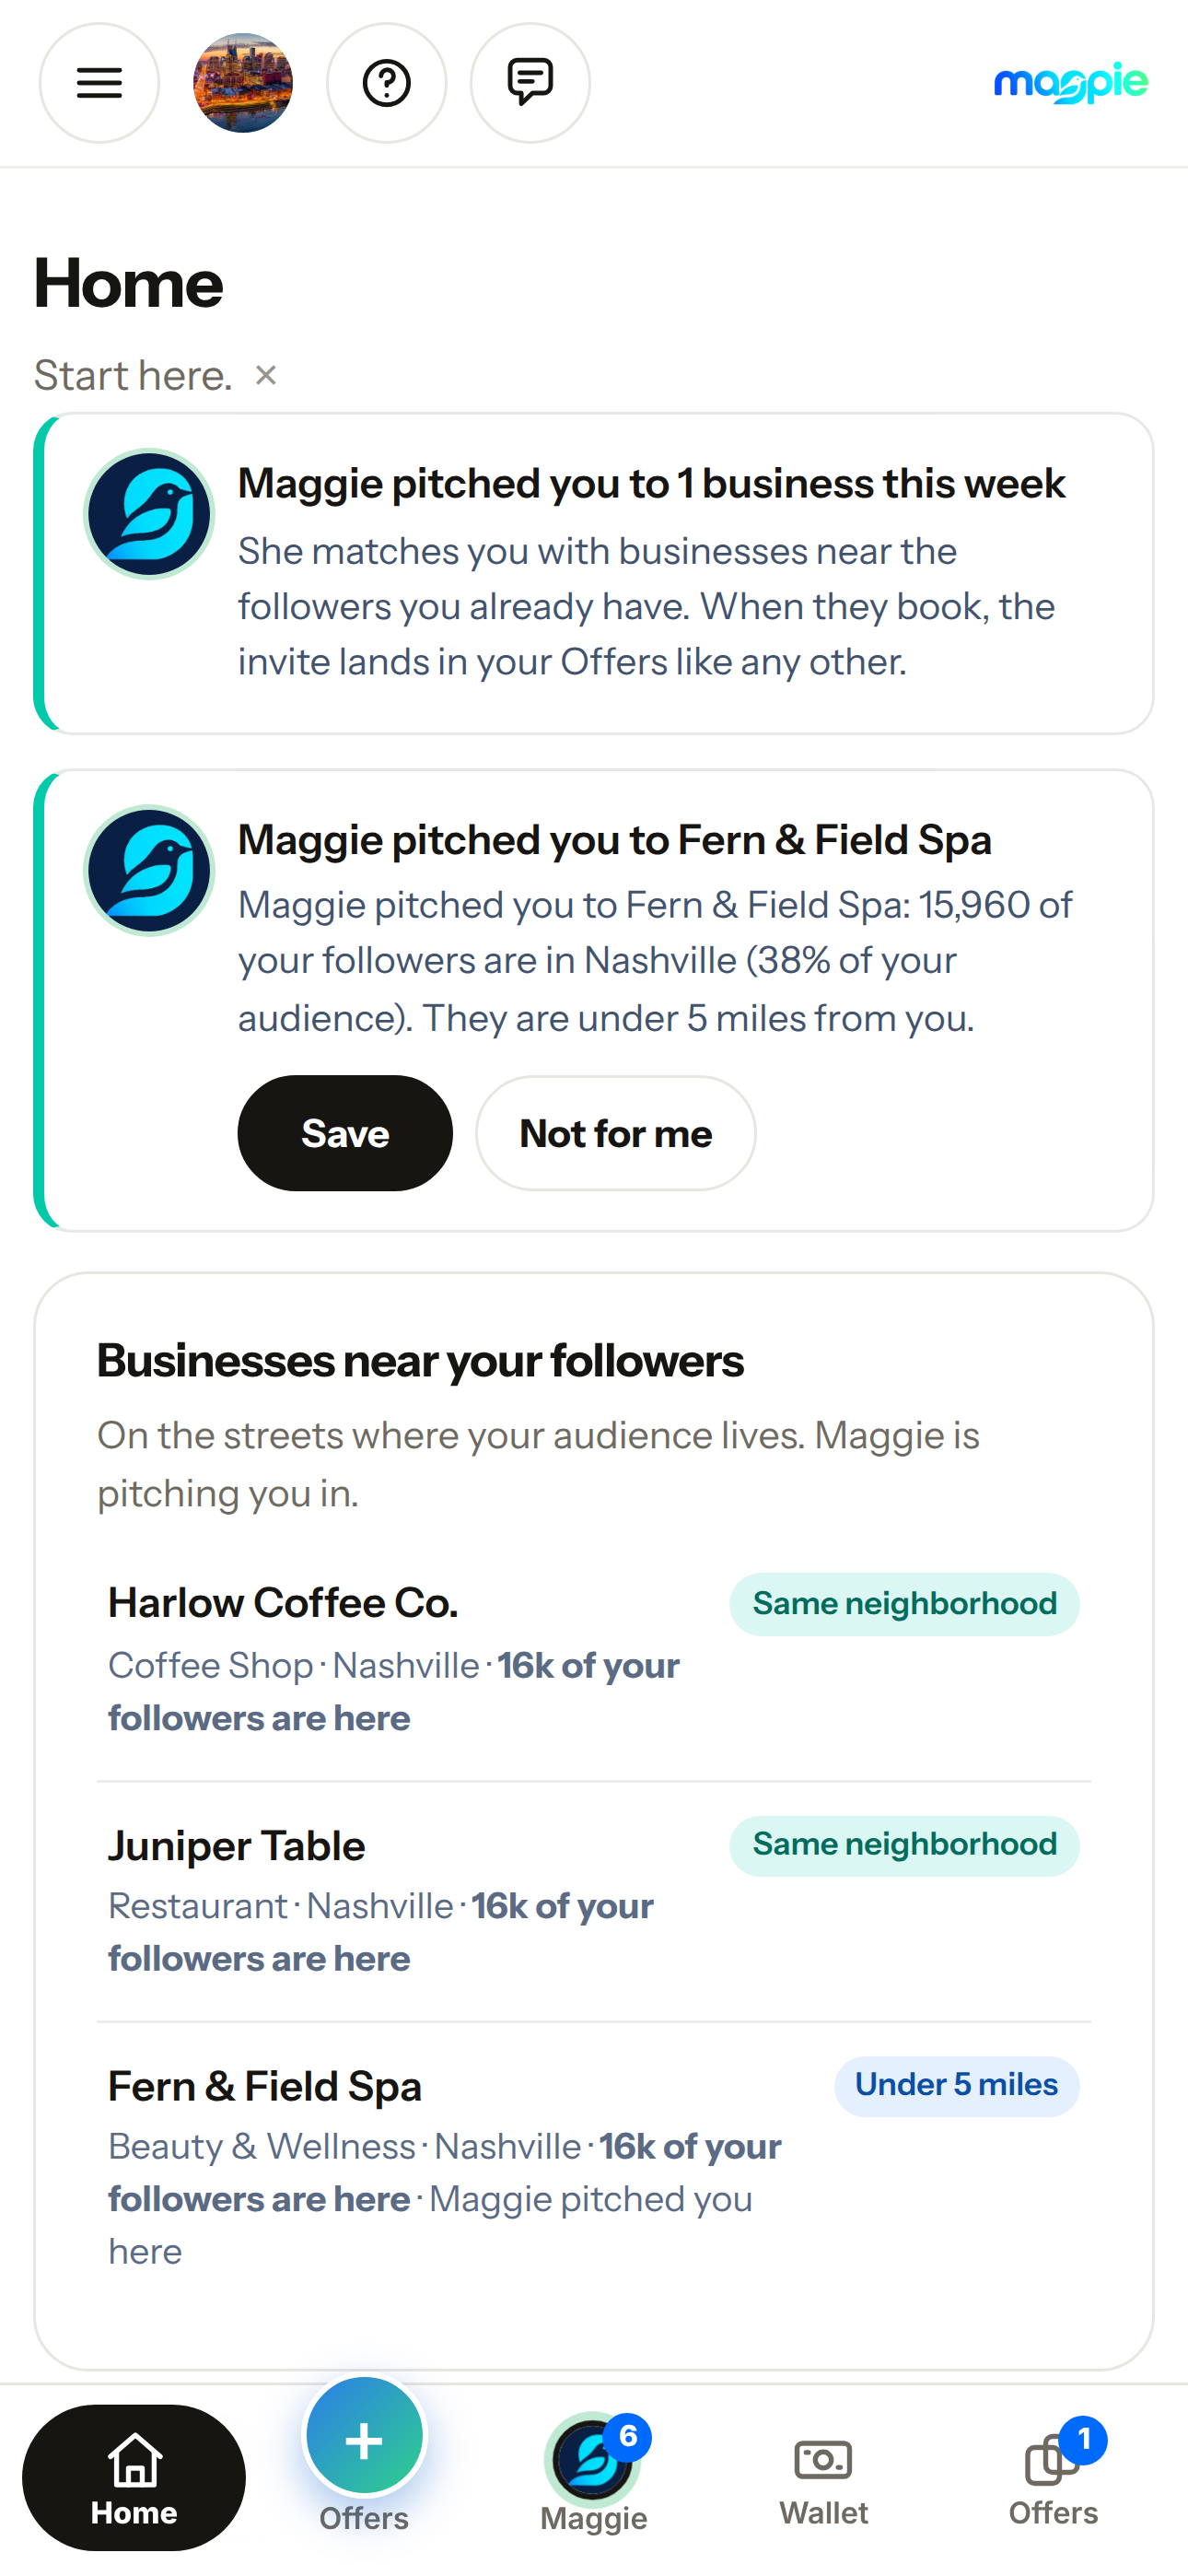 magpie
Home
Start here. ×
Maggie pitched you to 1 business this week
She matches you with businesses near the
followers you already have. When they book, the
invite lands in your Offers like any other.
Maggie pitched you to Fern & Field Spa
Maggie pitched you to Fern & Field Spa: 15,960 of
your followers are in Nashville (38% of your
audience). They are under 5 miles from you.
Save
Not for me
Businesses near your followers
On the streets where your audience lives. Maggie is
pitching you in.
Harlow Coffee Co.
Same neighborhood
Coffee Shop · Nashville · 16k of your
followers are here
Juniper Table
Same neighborhood
Restaurant · Nashville · 16k of your
followers are here
Fern & Field Spa
Under 5 miles
Beauty & Wellness · Nashville · 16k of your
followers are here · Maggie pitched you
here
Home
+
Offers
6
Maggie
Wallet
1
Offers